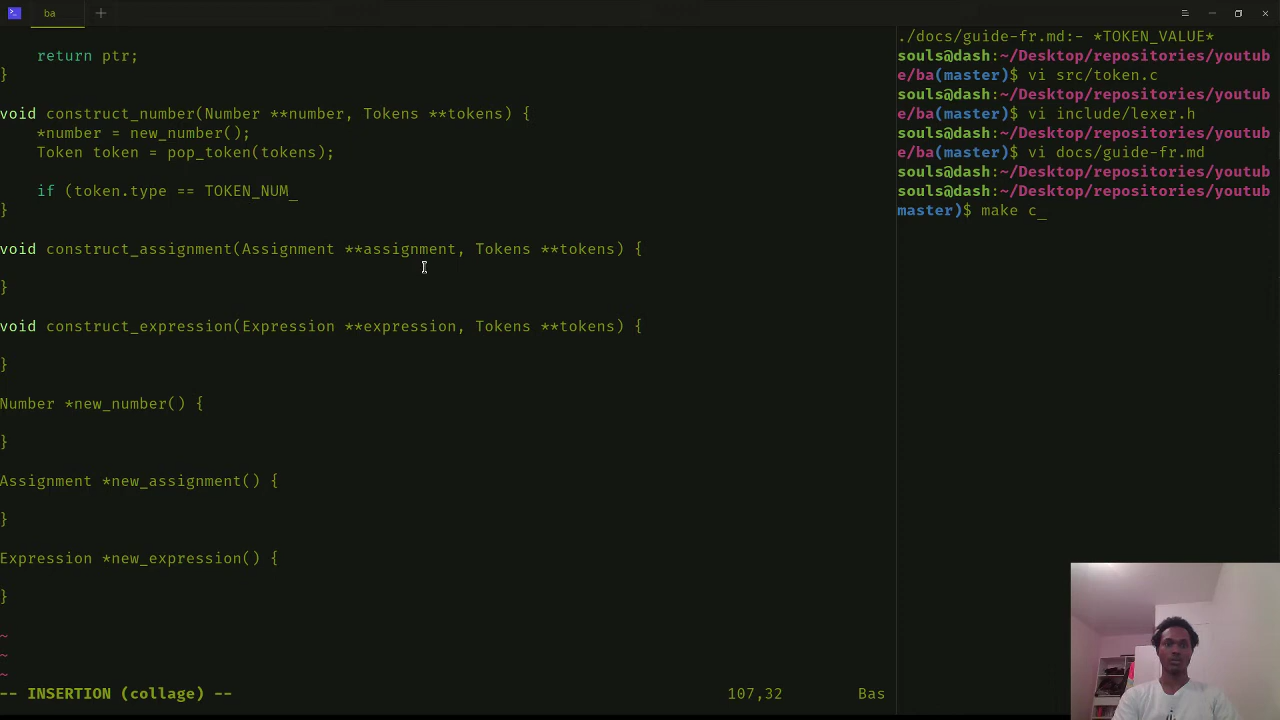 ba
    return ptr;
}
void construct_number(Number **number, Tokens **tokens) {
    *number = new_number();
    Token token = pop_token(tokens);
    if (token.type == TOKEN_NUM_
}
void construct_assignment(Assignment **assignment, Tokens **tokens) {
}
void construct_expression(Expression **expression, Tokens **tokens) {
}
Number *new_number() {
}
Assignment *new_assignment() {
}
Expression *new_expression() {
}
~
~
~
-- INSERTION (collage) --
107,32
Bas
./docs/guide-fr.md:- *TOKEN_VALUE*
souls@dash:~/Desktop/repositories/youtub
e/ba(master)$ vi src/token.c
souls@dash:~/Desktop/repositories/youtub
e/ba(master)$ vi include/lexer.h
souls@dash:~/Desktop/repositories/youtub
e/ba(master)$ vi docs/guide-fr.md
souls@dash:~/Desktop/repositories/youtub
souls@dash:~/Desktop/repositories/youtub
master)$ make c_